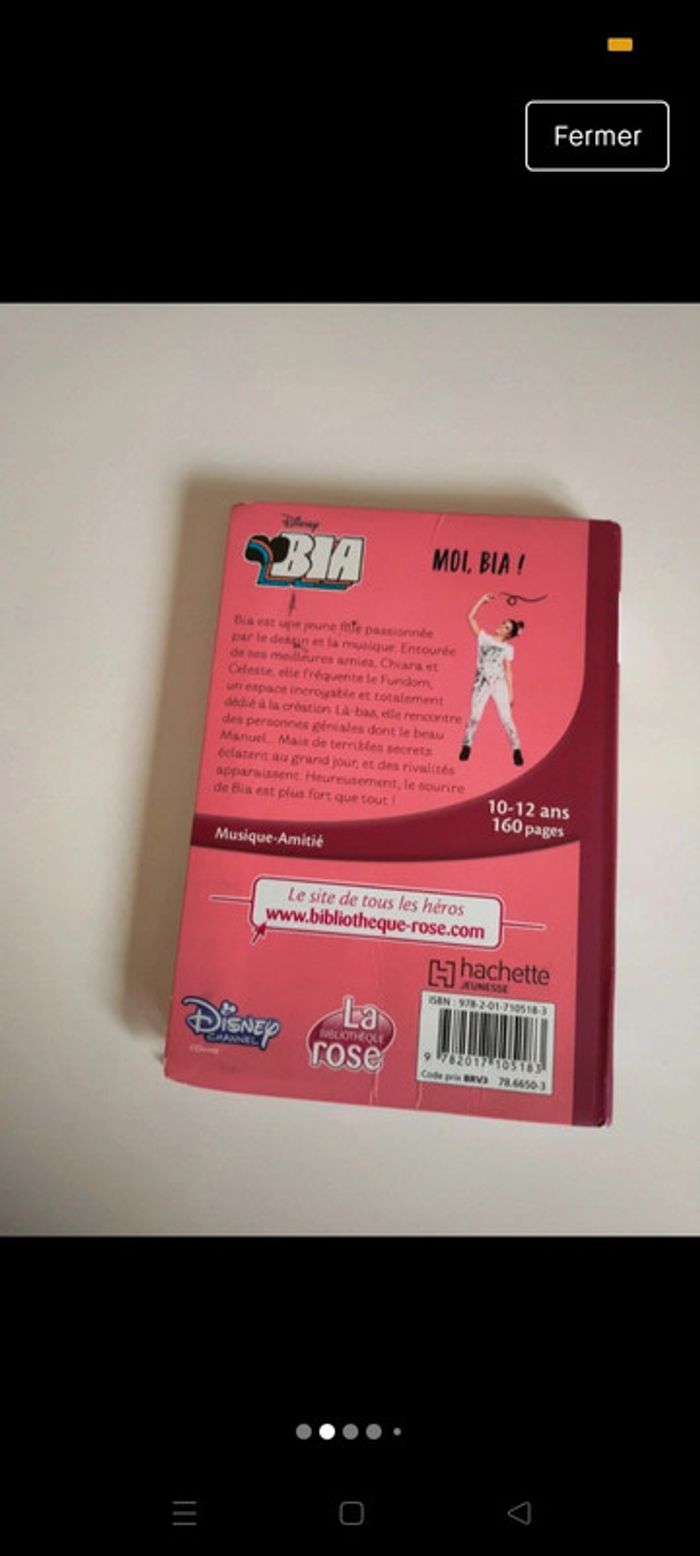 Fermer
Disney
BIA
MOI, BIA !
Bia est une jeune fille passionnée
par le dessin et la musique. Entourée
de ses meilleures amies, Chiara et
Celeste, elle fréquente le Fundom,
un espace incroyable et totalement
dédié à la création. Là-bas, elle rencontre
des personnes géniales dont le beau
Manuel... Mais de terribles secrets
éclatent au grand jour, et des rivalités
apparaissent. Heureusement, le sourire
de Bia est plus fort que tout !
10-12 ans
160 pages
Musique-Amitié
Le site de tous les héros
www.bibliotheque-rose.com
hachette
JEUNESSE
ISBN : 978-2-01-710518-3
9 782017 105183
Code prix BRV3 78.6650-3
Disney
CHANNEL
©Disney
La
BIBLIOTHÈQUE
rose